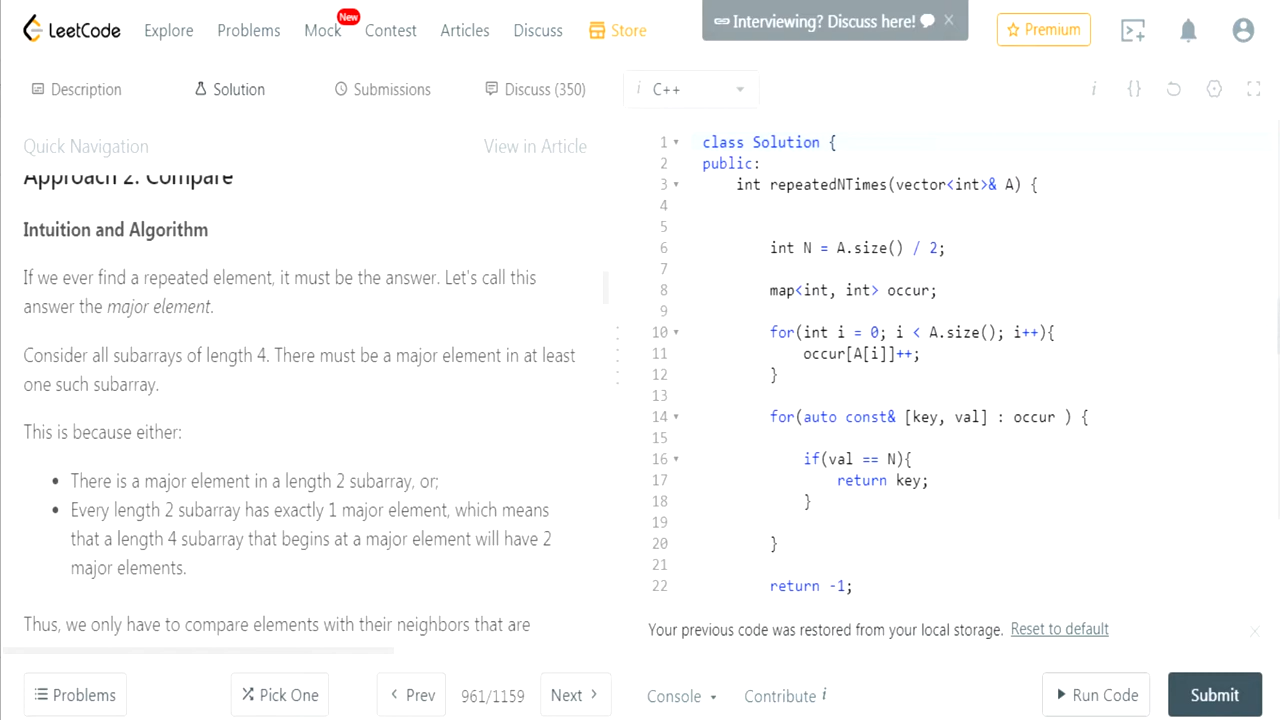 LeetCode Explore Problems Mock New Contest Articles Discuss Store Interviewing? Discuss here! Premium
Description Solution Submissions Discuss (350) i C++
Quick Navigation View in Article
Approach 2: Compare
Intuition and Algorithm
If we ever find a repeated element, it must be the answer. Let's call this
answer the major element.
Consider all subarrays of length 4. There must be a major element in at least
one such subarray.
This is because either:
• There is a major element in a length 2 subarray, or;
• Every length 2 subarray has exactly 1 major element, which means
that a length 4 subarray that begins at a major element will have 2
major elements.
Thus, we only have to compare elements with their neighbors that are
1 class Solution {
2 public:
3 int repeatedNTimes(vector<int>& A) {
4
5
6 int N = A.size() / 2;
7
8 map<int, int> occur;
9
10 for(int i = 0; i < A.size(); i++){
11 occur[A[i]]++;
12 }
13
14 for(auto const& [key, val] : occur ) {
15
16 if(val == N){
17 return key;
18 }
19
20 }
21
22 return -1;
Your previous code was restored from your local storage. Reset to default
Problems Pick One Prev 961/1159 Next Console Contribute i Run Code Submit